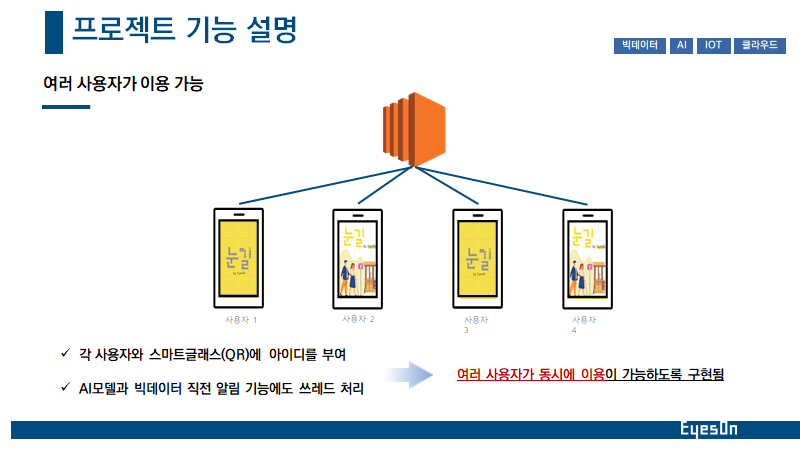 프로젝트 기능 설명
빅데이터 AI IOT 클라우드
여러 사용자가 이용 가능
눈길
눈길
눈길
눈길
사용자 1
사용자 2
사용자
3
사용자
4
✓ 각 사용자와 스마트글래스(QR)에 아이디를 부여
✓ AI모델과 빅데이터 직전 알림 기능에도 쓰레드 처리
여러 사용자가 동시에 이용이 가능하도록 구현됨
EyesOn